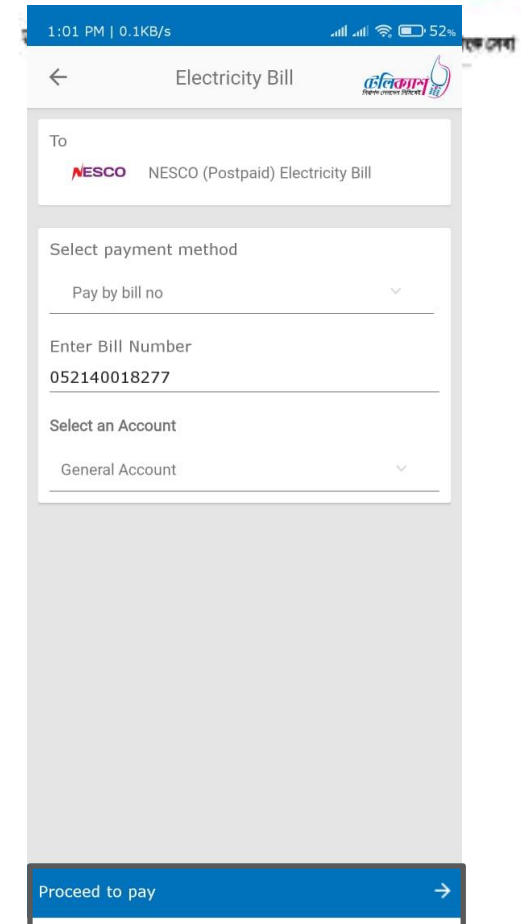 1:01 PM | 0.1KB/s 52%
Electricity Bill
টেলিক্যাশ
To
NESCO NESCO (Postpaid) Electricity Bill
Select payment method
Pay by bill no
Enter Bill Number
052140018277
Select an Account
General Account
Proceed to pay